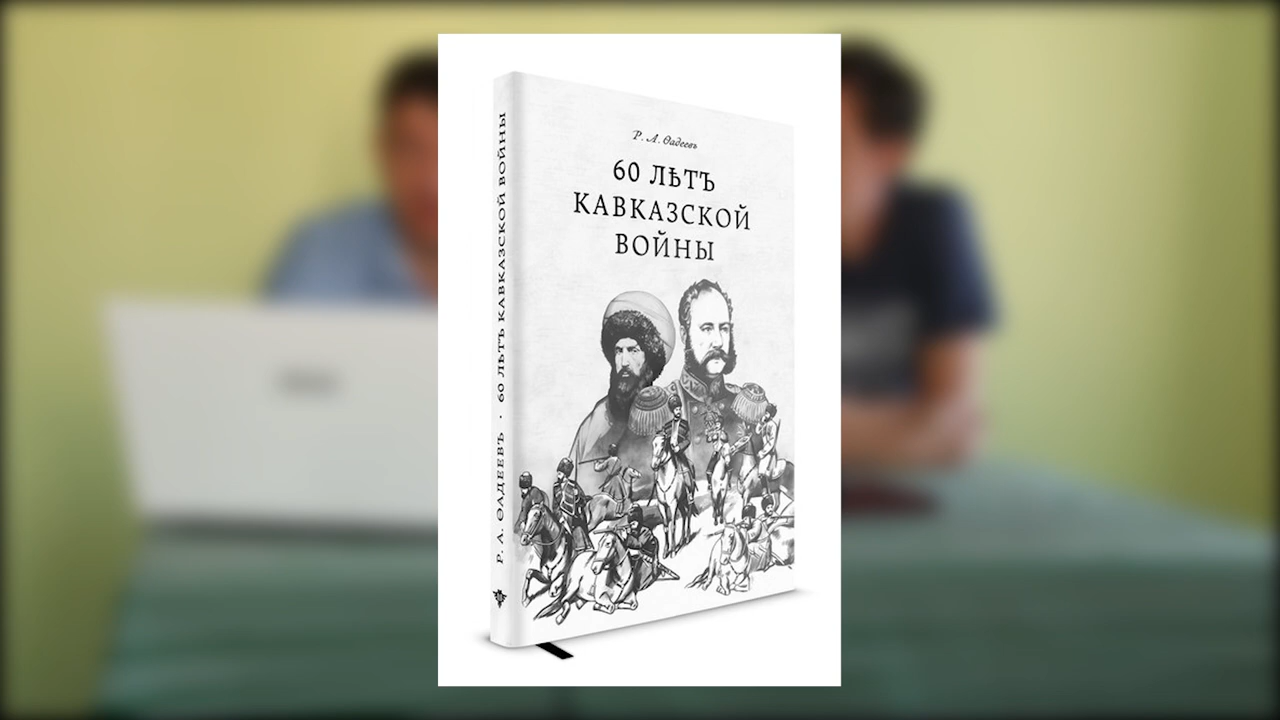 Р. А. Ѳадеевъ
60 ЛѢТЪ
КАВКАЗСКОЙ
ВОЙНЫ
Р. А. ѲАДЕЕВЪ · 60 ЛѢТЪ КАВКАЗСКОЙ ВОЙНЫ